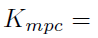 K_{mpc} =